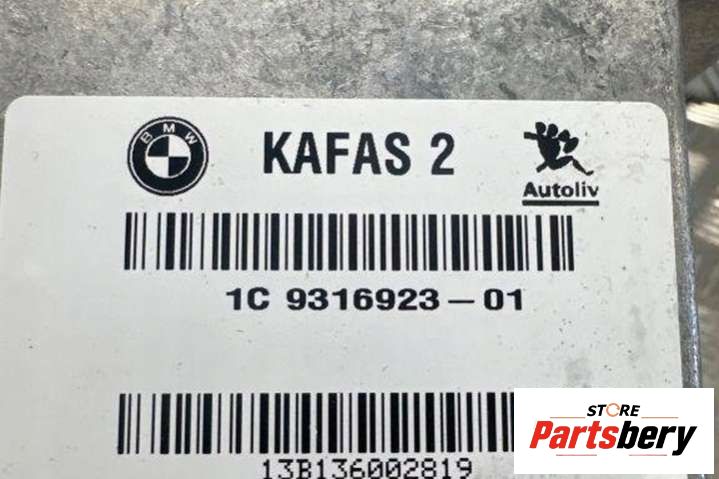 BMW
KAFAS 2
Autoliv
1C 9316923-01
13B136002819
STORE
Partsbery